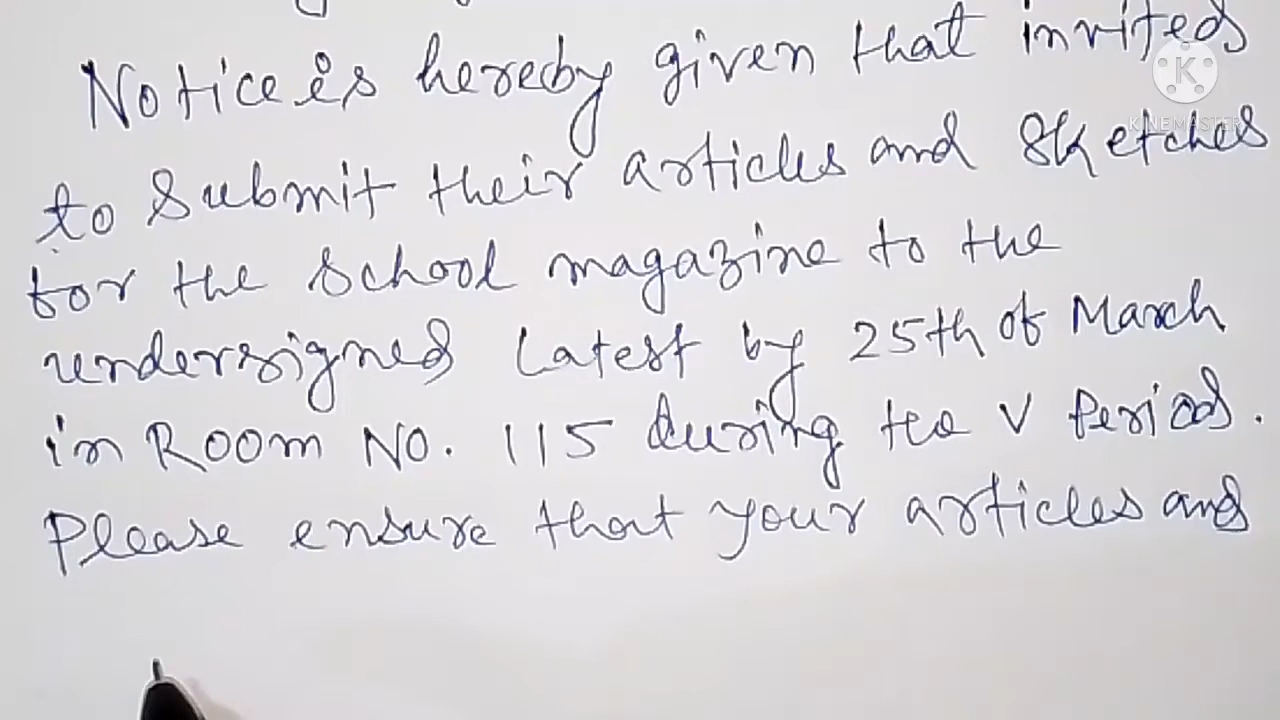 Notice is hereby given that invited
to submit their articles and sketches
for the school magazine to the
undersigned latest by 25th of March
in Room No. 115 during the V Period.
Please ensure that your articles and
KINEMASTER